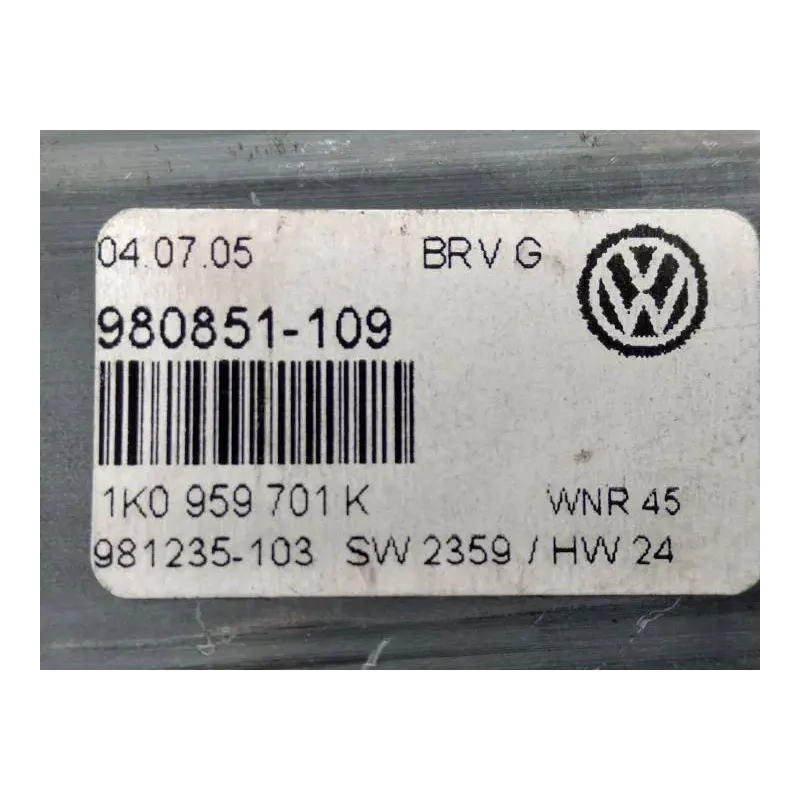 04.07.05 BRV G
980851-109
1K0 959 701 K WNR 45
981235-103 SW 2359 / HW 24